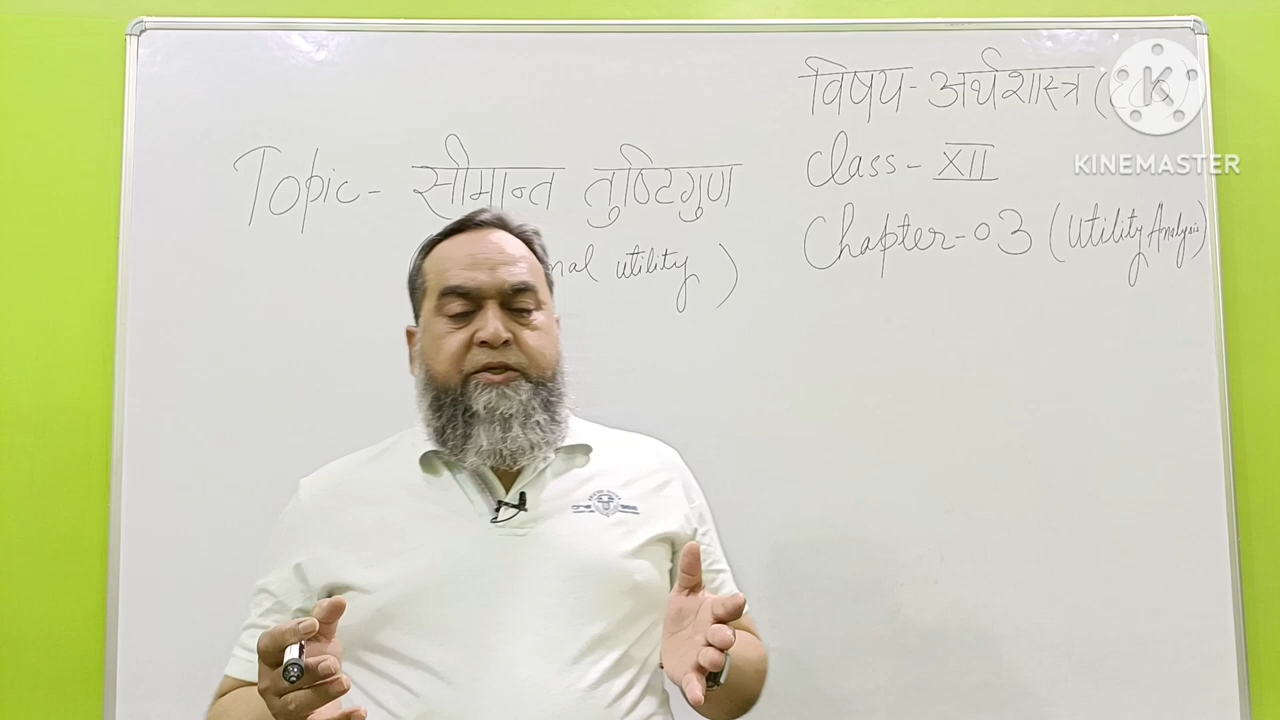 विषय - अर्थशास्त्र (
Class - XII
Chapter - 03 (Utility Analysis)
Topic - सीमान्त तुष्टिगुण
nal utility )
KINEMASTER